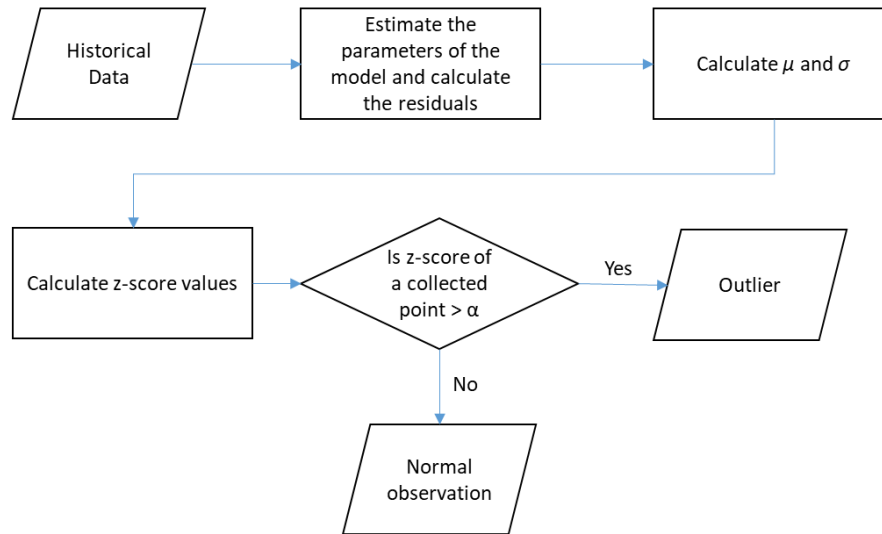 Historical
Data
Estimate the
parameters of the
model and calculate
the residuals
Calculate μ and σ
Calculate z-score values
Is z-score of
a collected
point > α
Yes
Outlier
No
Normal
observation